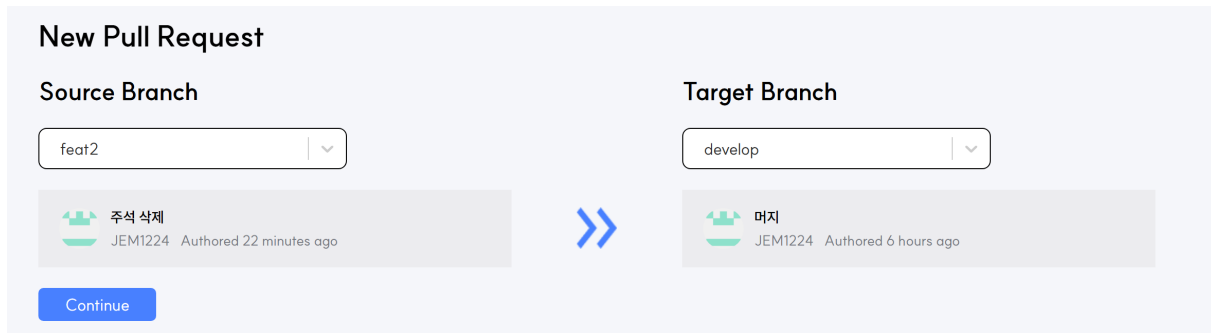 New Pull Request
Source Branch
feat2
주석 삭제
JEM1224 Authored 22 minutes ago
Continue
Target Branch
develop
머지
JEM1224 Authored 6 hours ago